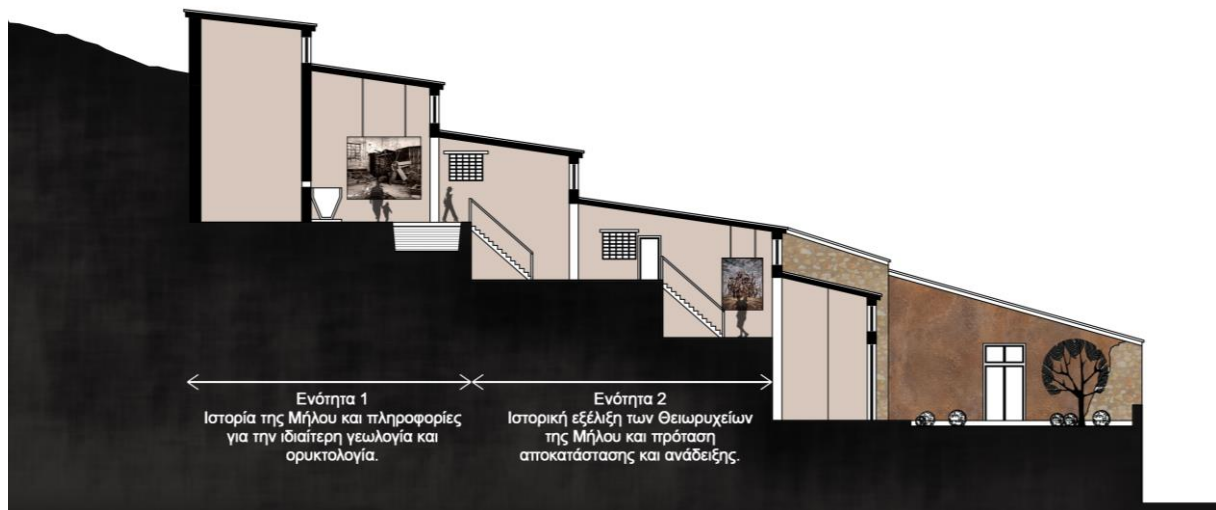 Ενότητα 1
Ιστορία της Μήλου και πληροφορίες
για την ιδιαίτερη γεωλογία και
ορυκτολογία.
Ενότητα 2
Ιστορική εξέλιξη των Θειωρυχείων
της Μήλου και πρόταση
αποκατάστασης και ανάδειξης.